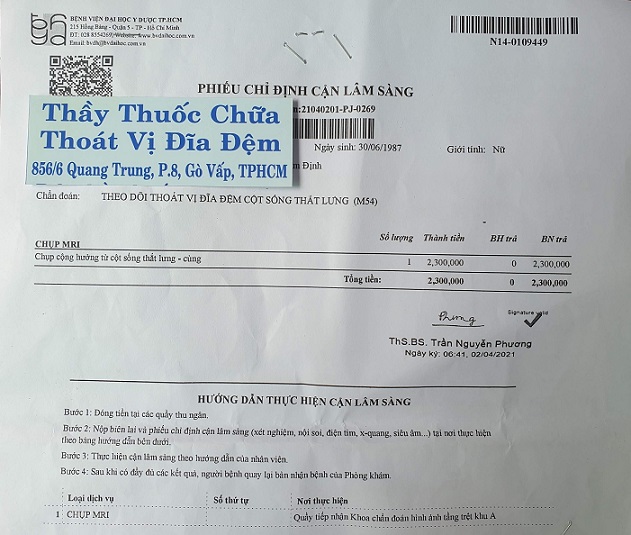 BỆNH VIỆN ĐẠI HỌC Y DƯỢC TP.HCM
215 Hồng Bàng - Quận 5 - TP - Hồ Chí Minh
ĐT: 028 8554269, Website: www.bvdaihoc.com.vn
Email: bvdh@bvdaihoc.com.vn
N14-0109449
PHIẾU CHỈ ĐỊNH CẬN LÂM SÀNG
:21040201-PJ-0269
Thầy Thuốc Chữa
Thoát Vị Đĩa Đệm
856/6 Quang Trung, P.8, Gò Vấp, TPHCM
Ngày sinh: 30/06/1987 Giới tính: Nữ
Định
Chẩn đoán: THEO DÕI THOÁT VỊ ĐĨA ĐỆM CỘT SỐNG THẮT LƯNG (M54)
CHỤP MRI Số lượng Thành tiền BH trả BN trả
Chụp cộng hưởng từ cột sống thắt lưng - cùng 1 2,300,000 0 2,300,000
Tổng tiền: 2,300,000 0 2,300,000
Phương
Signature valid
ThS.BS. Trần Nguyễn Phương
Ngày ký: 06:41, 02/04/2021
HƯỚNG DẪN THỰC HIỆN CẬN LÂM SÀNG
Bước 1: Đóng tiền tại các quầy thu ngân.
Bước 2: Nộp biên lai và phiếu chỉ định cận lâm sàng (xét nghiệm, nội soi, điện tim, x-quang, siêu âm...) tại nơi thực hiện
theo bảng hướng dẫn bên dưới.
Bước 3: Thực hiện cận lâm sàng theo hướng dẫn của nhân viên.
Bước 4: Sau khi có đầy đủ các kết quả, người bệnh quay lại bàn nhận bệnh của Phòng khám.
Loại dịch vụ Số thứ tự Nơi thực hiện
1 CHỤP MRI Quầy tiếp nhận Khoa chẩn đoán hình ảnh tầng trệt khu A